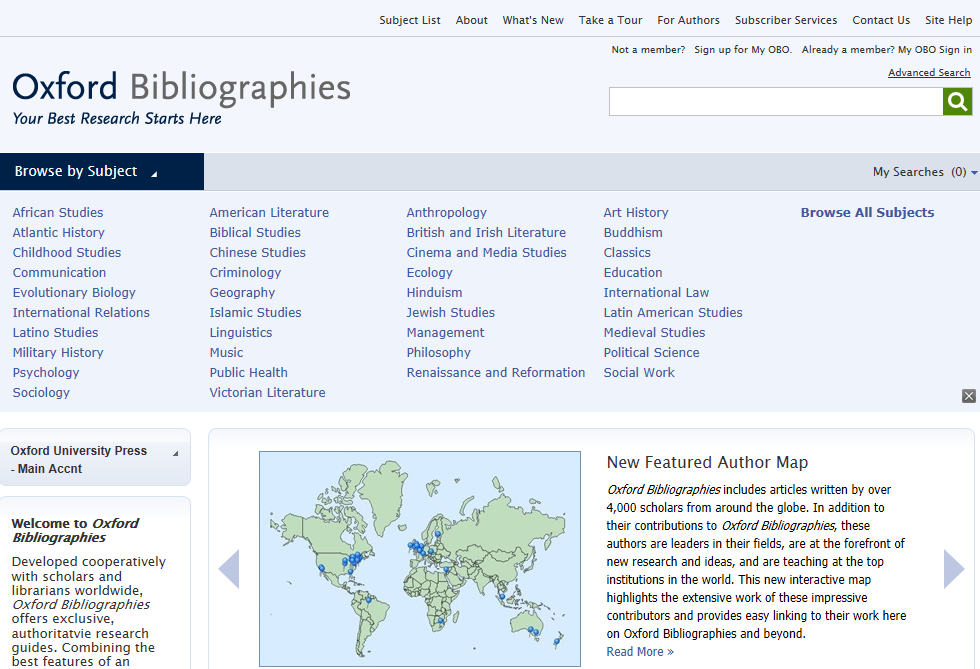 Subject List About What's New Take a Tour For Authors Subscriber Services Contact Us Site Help
Not a member? Sign up for My OBO. Already a member? My OBO Sign in
Oxford Bibliographies
Your Best Research Starts Here
Advanced Search
Browse by Subject
My Searches (0)
African Studies American Literature Anthropology Art History Browse All Subjects
Atlantic History Biblical Studies British and Irish Literature Buddhism
Childhood Studies Chinese Studies Cinema and Media Studies Classics
Communication Criminology Ecology Education
Evolutionary Biology Geography Hinduism International Law
International Relations Islamic Studies Jewish Studies Latin American Studies
Latino Studies Linguistics Management Medieval Studies
Military History Music Philosophy Political Science
Psychology Public Health Renaissance and Reformation Social Work
Sociology Victorian Literature
Oxford University Press
- Main Accnt
Welcome to Oxford
Bibliographies
Developed cooperatively
with scholars and
librarians worldwide,
Oxford Bibliographies
offers exclusive,
authoritatvie research
guides. Combining the
best features of an
New Featured Author Map
Oxford Bibliographies includes articles written by over
4,000 scholars from around the globe. In addition to
their contributions to Oxford Bibliographies, these
authors are leaders in their fields, are at the forefront of
new research and ideas, and are teaching at the top
institutions in the world. This new interactive map
highlights the extensive work of these impressive
contributors and provides easy linking to their work here
on Oxford Bibliographies and beyond.
Read More »